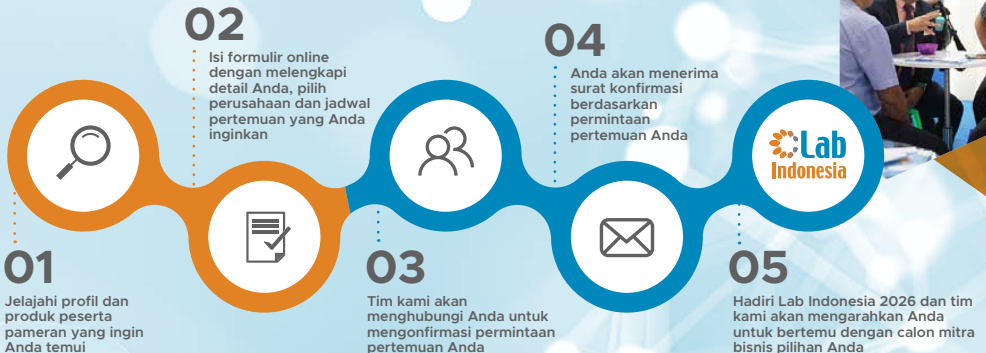 01
Jelajahi profil dan
produk peserta
pameran yang ingin
Anda temui
02
Isi formulir online
dengan melengkapi
detail Anda, pilih
perusahaan dan jadwal
pertemuan yang Anda
inginkan
03
Tim kami akan
menghubungi Anda untuk
mengonfirmasi permintaan
pertemuan Anda
04
Anda akan menerima
surat konfirmasi
berdasarkan
permintaan
pertemuan Anda
Lab
Indonesia
05
Hadiri Lab Indonesia 2026 dan tim
kami akan mengarahkan Anda
untuk bertemu dengan calon mitra
bisnis pilihan Anda